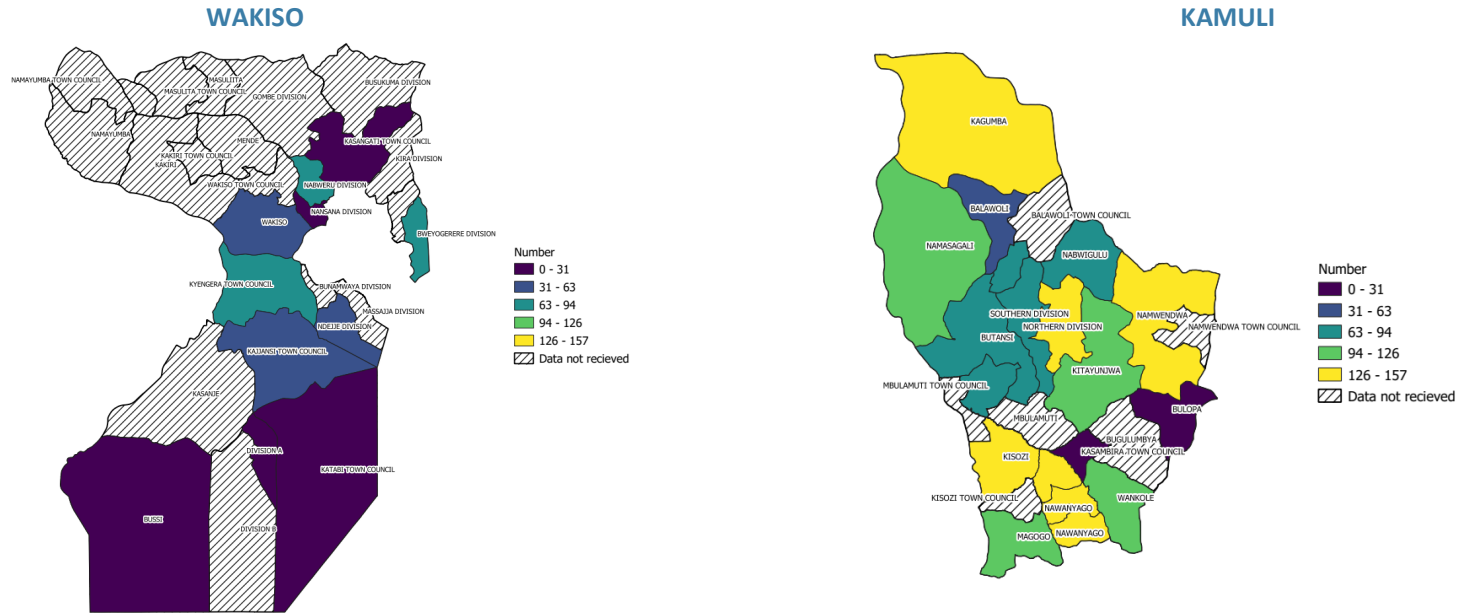 WAKISO
NAMAYUMBA TOWN COUNCIL
MASULIITA
MASULITA TOWN COUNCIL
BUSUKUMA DIVISION
GOMBE DIVISION
NAMAYUMBA
MENDE
KASANGATI TOWN COUNCIL
KAKIRI TOWN COUNCIL
KAKIRI
KIRA DIVISION
WAKISO TOWN COUNCIL
NABWERU DIVISION
NANSANA DIVISION
WAKISO
BWEYOGERERE DIVISION
KYENGERA TOWN COUNCIL
BUNAMWAYA DIVISION
MASSAJJA DIVISION
NDEJJE DIVISION
KAJJANSI TOWN COUNCIL
KASANJE
DIVISION A
KATABI TOWN COUNCIL
BUSSI
DIVISION B
Number
0 - 31
31 - 63
63 - 94
94 - 126
126 - 157
Data not recieved
KAMULI
KAGUMBA
BALAWOLI
BALAWOLI TOWN COUNCIL
NAMASAGALI
NABWIGULU
SOUTHERN DIVISION
NORTHERN DIVISION
NAMWENDWA
NAMWENDWA TOWN COUNCIL
BUTANSI
KITAYUNJWA
MBULAMUTI TOWN COUNCIL
MBULAMUTI
BULOPA
BUGULUMBYA
KASAMBIRA TOWN COUNCIL
KISOZI
KISOZI TOWN COUNCIL
WANKOLE
NAWANYAGO
NAWANYAGO
MAGOGO
Number
0 - 31
31 - 63
63 - 94
94 - 126
126 - 157
Data not recieved